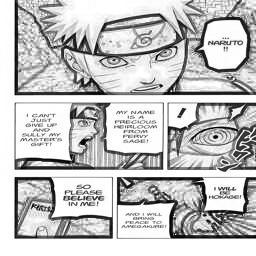 ...
NARUTO
!!
I CAN'T
JUST
GIVE UP
AND
SULLY MY
MASTER'S
GIFT!
MY NAME
IS A
PRECIOUS
HEIRLOOM
FROM
PERVY
SAGE!
!
SO
PLEASE
BELIEVE
IN ME!
AND I WILL
BRING
PEACE TO
AMEGAKURE!
I WILL
BE
HOKAGE!